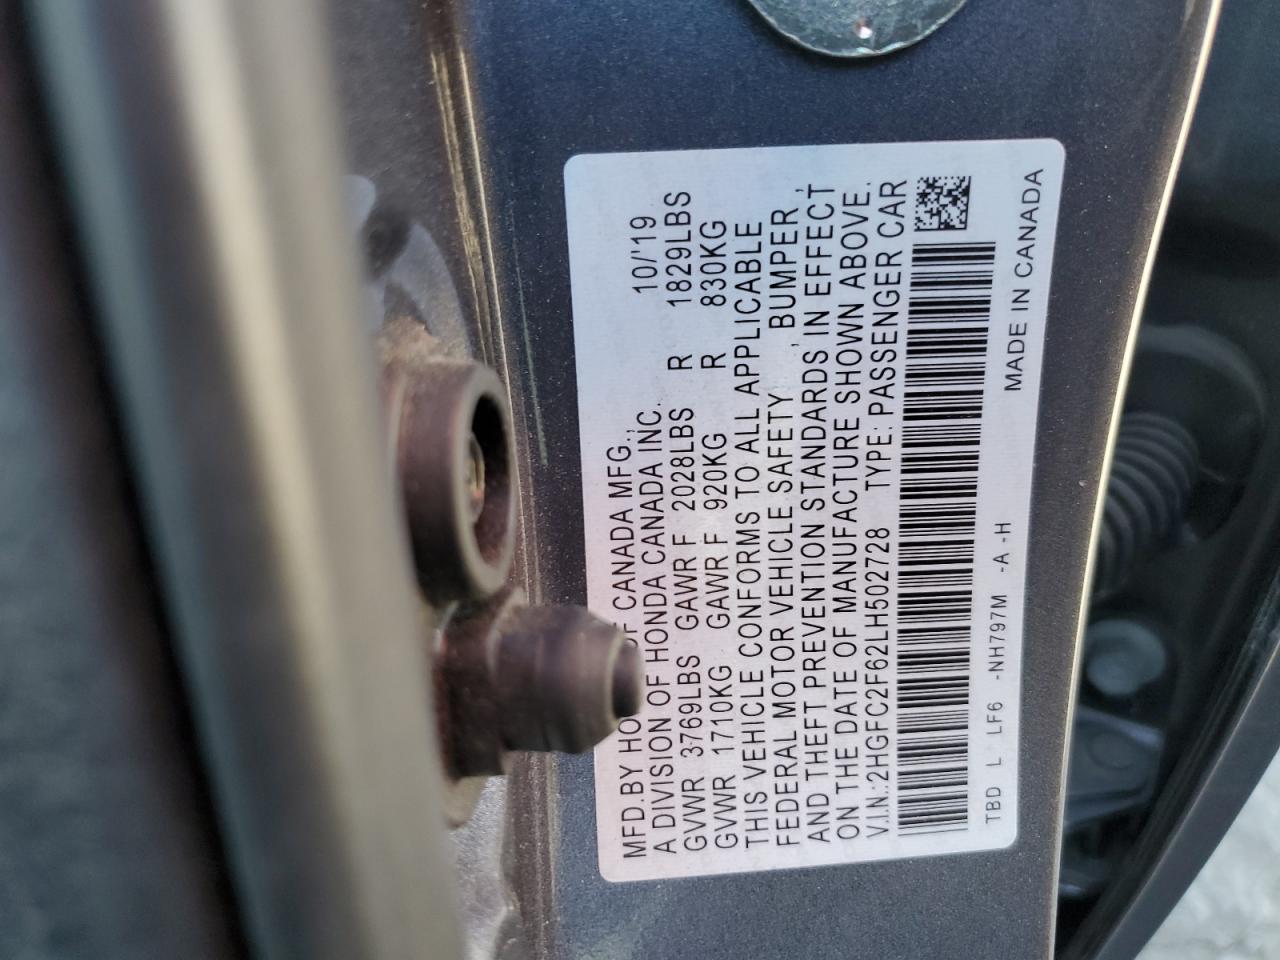 MFD. BY HO OF CANADA MFG., 10/'19
A DIVISION OF HONDA CANADA INC.
GVWR 3769LBS GAWR F 2028LBS R 1829LBS
GVWR 1710KG GAWR F 920KG R 830KG
THIS VEHICLE CONFORMS TO ALL APPLICABLE
FEDERAL MOTOR VEHICLE SAFETY , BUMPER ,
AND THEFT PREVENTION STANDARDS IN EFFECT
ON THE DATE OF MANUFACTURE SHOWN ABOVE.
V.I.N.:2HGFC2F62LH502728 TYPE: PASSENGER CAR
TBD L LF6 -NH797M -A -H MADE IN CANADA